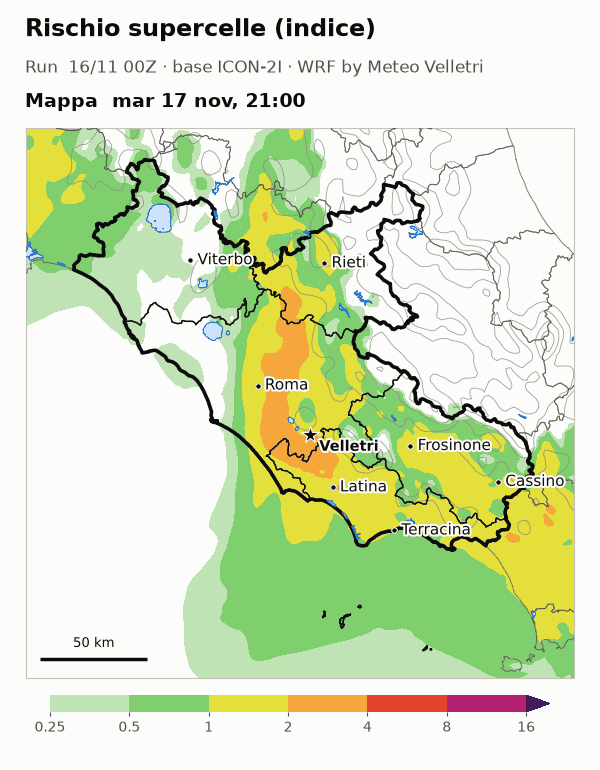 Rischio supercelle (indice)
Run  16/11 00Z · base ICON-2I · WRF by Meteo Velletri
Mappa  mar 17 nov, 21:00
Viterbo
Rieti
Roma
Velletri
Frosinone
Cassino
Latina
Terracina
50 km
0.25 0.5 1 2 4 8 16